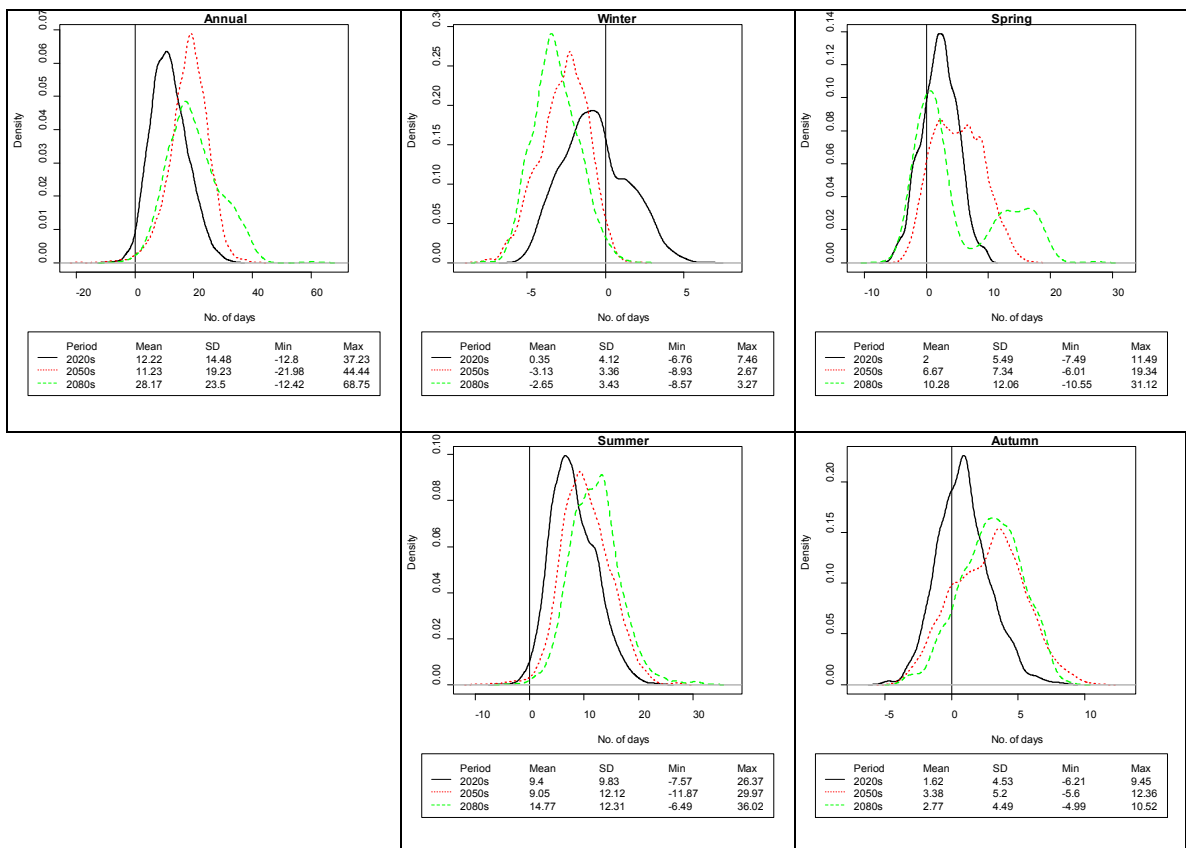 Annual
Density
0.00 0.01 0.02 0.03 0.04 0.05 0.06 0.07
-20 0 20 40 60
No. of days
Period Mean SD Min Max
2020s 12.22 14.48 -12.8 37.23
2050s 11.23 19.23 -21.98 44.44
2080s 28.17 23.5 -12.42 68.75
Winter
Density
0.00 0.05 0.10 0.15 0.20 0.25 0.30
-5 0 5
No. of days
Period Mean SD Min Max
2020s 0.35 4.12 -6.76 7.46
2050s -3.13 3.36 -8.93 2.67
2080s -2.65 3.43 -8.57 3.27
Spring
Density
0.00 0.02 0.04 0.06 0.08 0.10 0.12 0.14
-10 0 10 20 30
No. of days
Period Mean SD Min Max
2020s 2 5.49 -7.49 11.49
2050s 6.67 7.34 -6.01 19.34
2080s 10.28 12.06 -10.55 31.12
Summer
Density
0.00 0.02 0.04 0.06 0.08 0.10
-10 0 10 20 30
No. of days
Period Mean SD Min Max
2020s 9.4 9.83 -7.57 26.37
2050s 9.05 12.12 -11.87 29.97
2080s 14.77 12.31 -6.49 36.02
Autumn
Density
0.00 0.05 0.10 0.15 0.20
-5 0 5 10
No. of days
Period Mean SD Min Max
2020s 1.62 4.53 -6.21 9.45
2050s 3.38 5.2 -5.6 12.36
2080s 2.77 4.49 -4.99 10.52